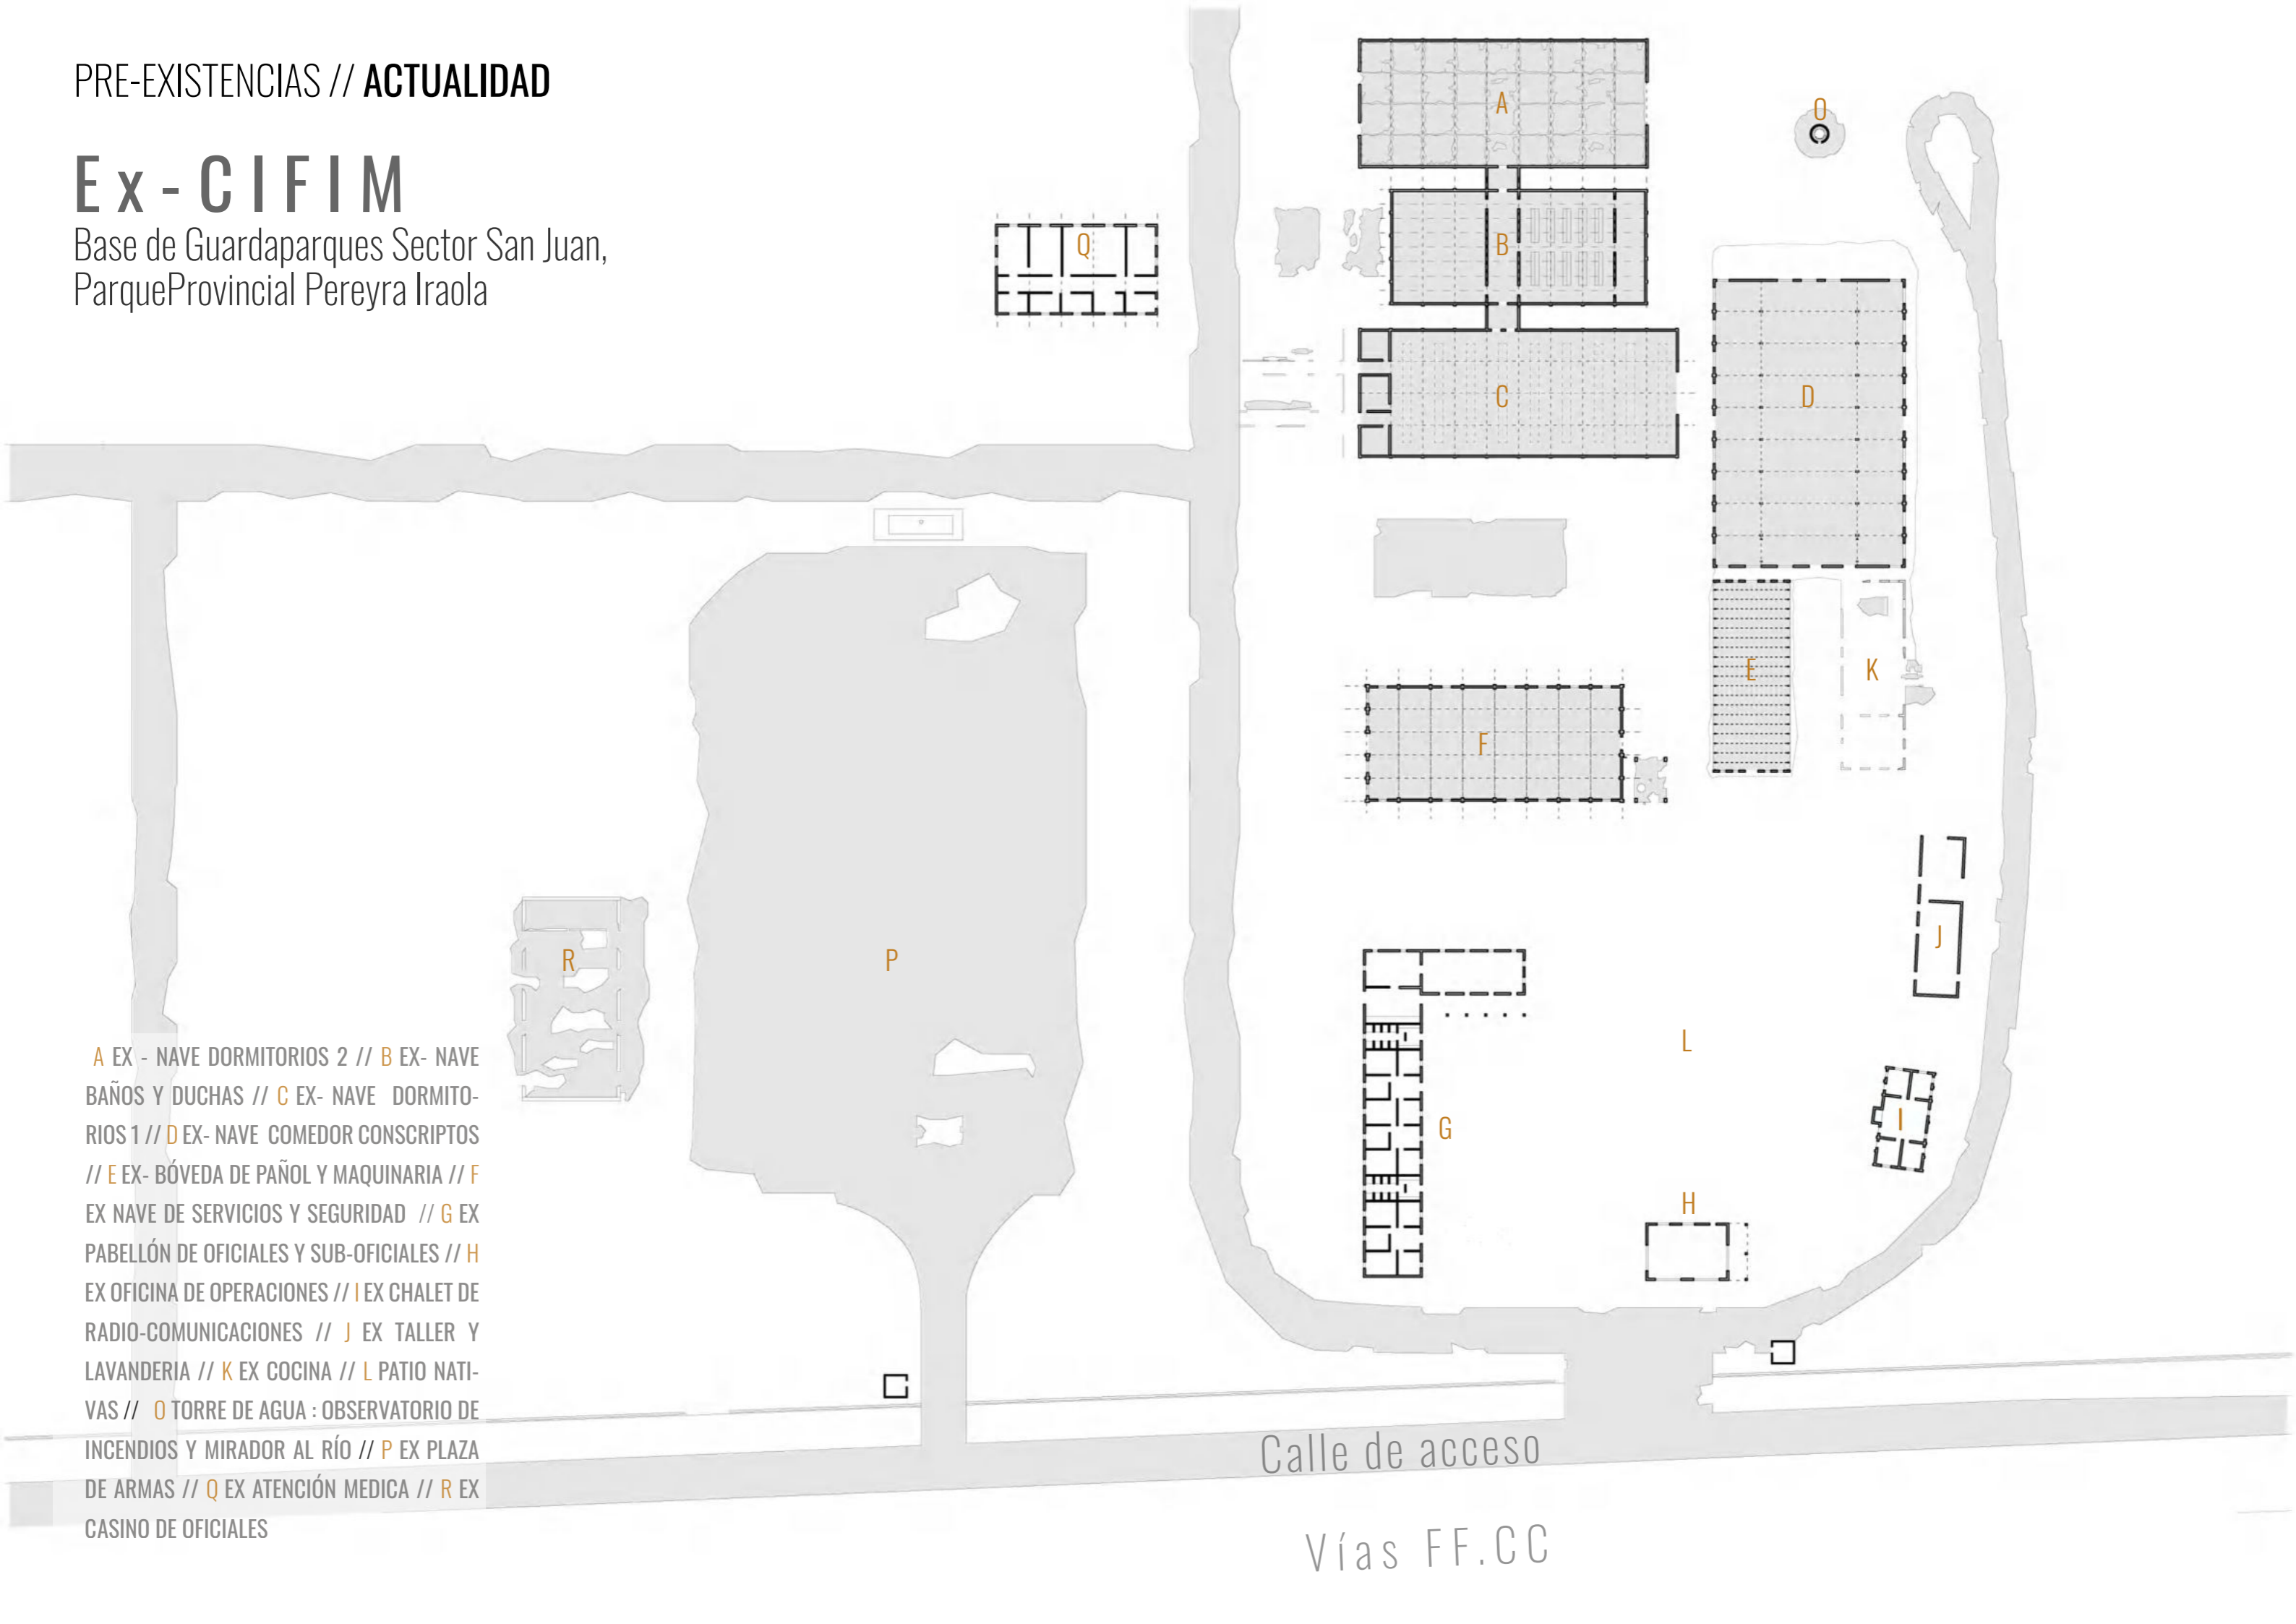 PRE-EXISTENCIAS // ACTUALIDAD
Ex-CIFIM
Base de Guardaparques Sector San Juan,
ParqueProvincial Pereyra Iraola
A
O
Q
B
C
D
E
K
F
J
R
P
L
G
I
H
A EX - NAVE DORMITORIOS 2 // B EX- NAVE
BAÑOS Y DUCHAS // C EX- NAVE DORMITO-
RIOS 1 // D EX- NAVE COMEDOR CONSCRIPTOS
// E EX- BÓVEDA DE PAÑOL Y MAQUINARIA // F
EX NAVE DE SERVICIOS Y SEGURIDAD // G EX
PABELLÓN DE OFICIALES Y SUB-OFICIALES // H
EX OFICINA DE OPERACIONES // I EX CHALET DE
RADIO-COMUNICACIONES // J EX TALLER Y
LAVANDERIA // K EX COCINA // L PATIO NATI-
VAS // O TORRE DE AGUA : OBSERVATORIO DE
INCENDIOS Y MIRADOR AL RÍO // P EX PLAZA
DE ARMAS // Q EX ATENCIÓN MEDICA // R EX
CASINO DE OFICIALES
Calle de acceso
Vías FF.CC